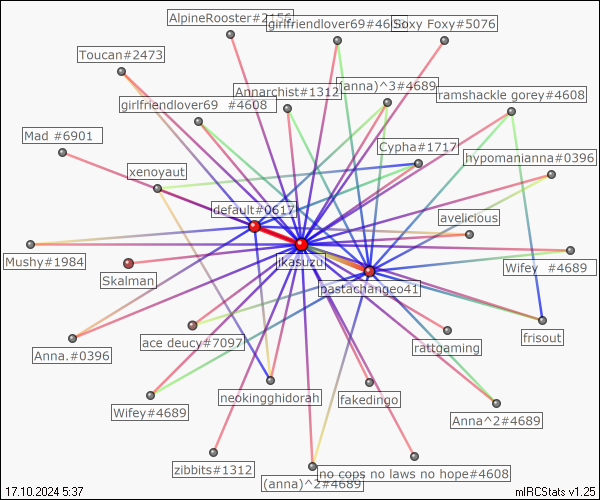 AlpineRooster#2156
girlfriendlover69#4608
Soxy Foxy#5076
Toucan#2473
Annarchist#1312
(anna)^3#4689
ramshackle gorey#4608
girlfriendlover69 #4608
Mad #6901
Cypha#1717
hypomanianna#0396
xenoyaut
default#0617
avelicious
Mushy#1984
jkasuzu
Wifey #4689
Skalman
pastachangeo41
ace deucy#7097
rattgaming
frisout
Anna.#0396
neokingghidorah
fakedingo
Wifey#4689
Anna^2#4689
zibbits#1312
(anna)^2#4689
no cops no laws no hope#4608
17.10.2024 5:37
mIRCStats v1.25